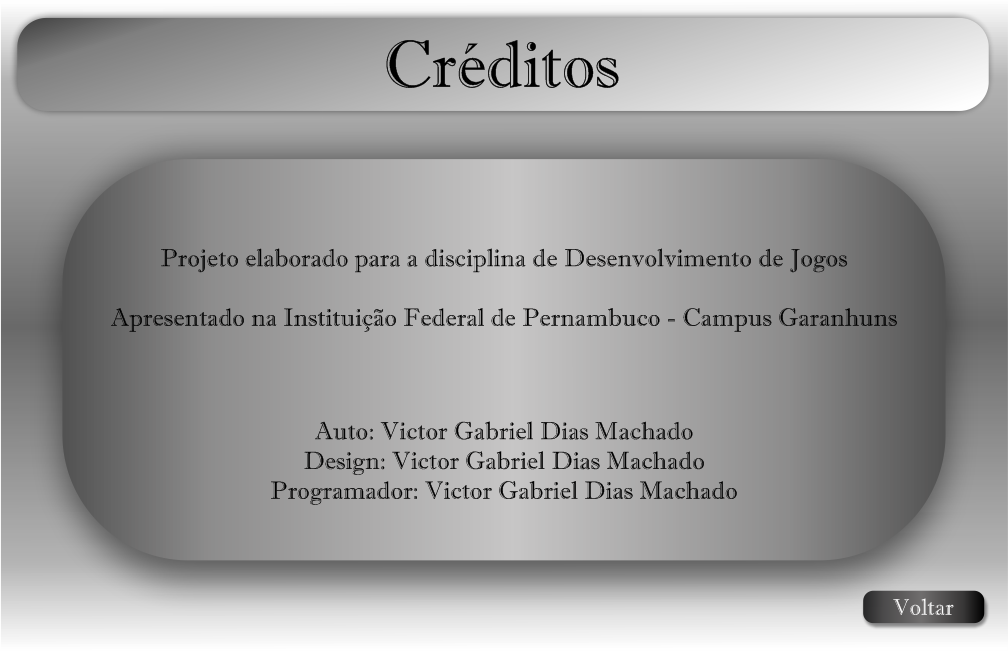 Créditos
Projeto elaborado para a disciplina de Desenvolvimento de Jogos
Apresentado na Instituição Federal de Pernambuco - Campus Garanhuns
Auto: Victor Gabriel Dias Machado
Design: Victor Gabriel Dias Machado
Programador: Victor Gabriel Dias Machado
Voltar